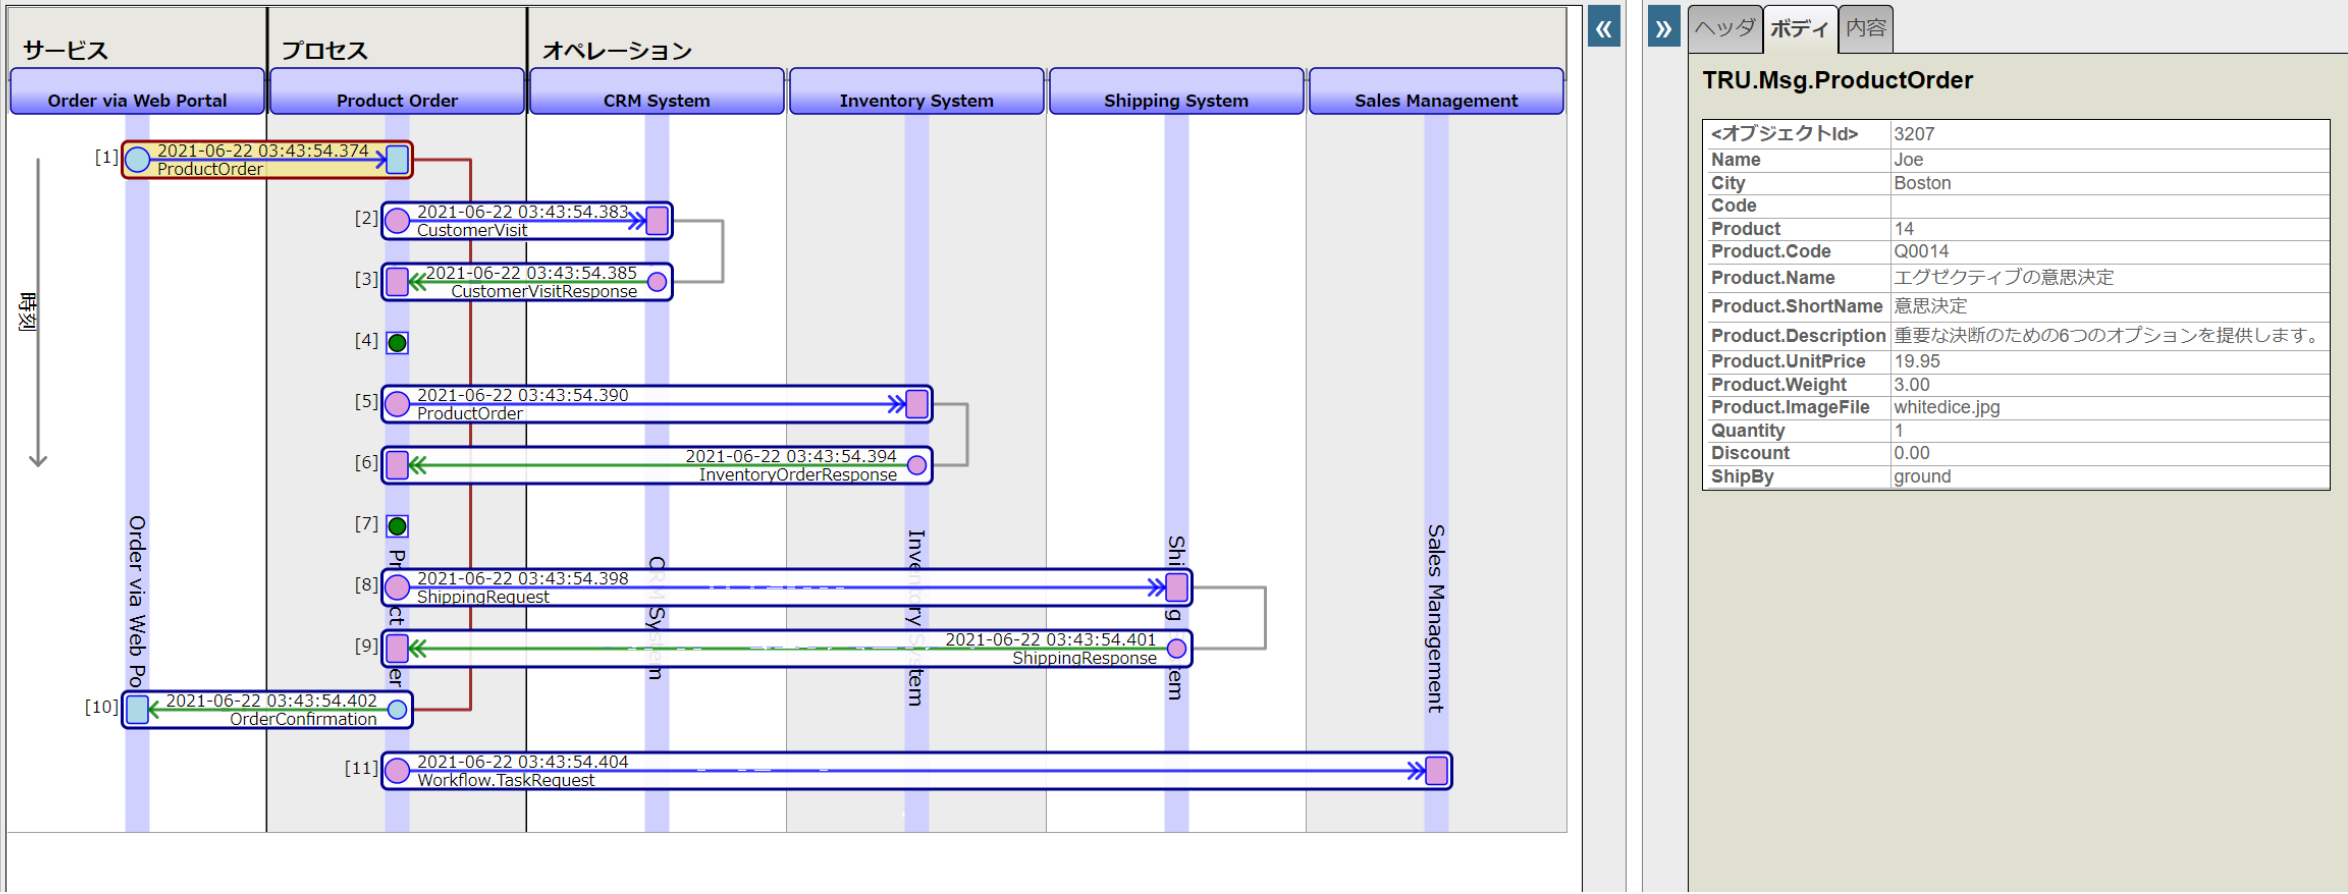 サービス
プロセス
オペレーション
Order via Web Portal
Product Order
CRM System
Inventory System
Shipping System
Sales Management
時刻
[1]
2021-06-22 03:43:54.374
ProductOrder
[2]
2021-06-22 03:43:54.383
CustomerVisit
[3]
2021-06-22 03:43:54.385
CustomerVisitResponse
[4]
[5]
2021-06-22 03:43:54.390
ProductOrder
[6]
2021-06-22 03:43:54.394
InventoryOrderResponse
[7]
[8]
2021-06-22 03:43:54.398
ShippingRequest
[9]
2021-06-22 03:43:54.401
ShippingResponse
[10]
2021-06-22 03:43:54.402
OrderConfirmation
[11]
2021-06-22 03:43:54.404
Workflow.TaskRequest
Order via Web Po
CRM System
Inventory System
Sales Management
«
»
ヘッダ
ボディ
内容
TRU.Msg.ProductOrder
<オブジェクトId> 3207
Name Joe
City Boston
Code
Product 14
Product.Code Q0014
Product.Name エグゼクティブの意思決定
Product.ShortName 意思決定
Product.Description 重要な決断のための6つのオプションを提供します。
Product.UnitPrice 19.95
Product.Weight 3.00
Product.ImageFile whitedice.jpg
Quantity 1
Discount 0.00
ShipBy ground